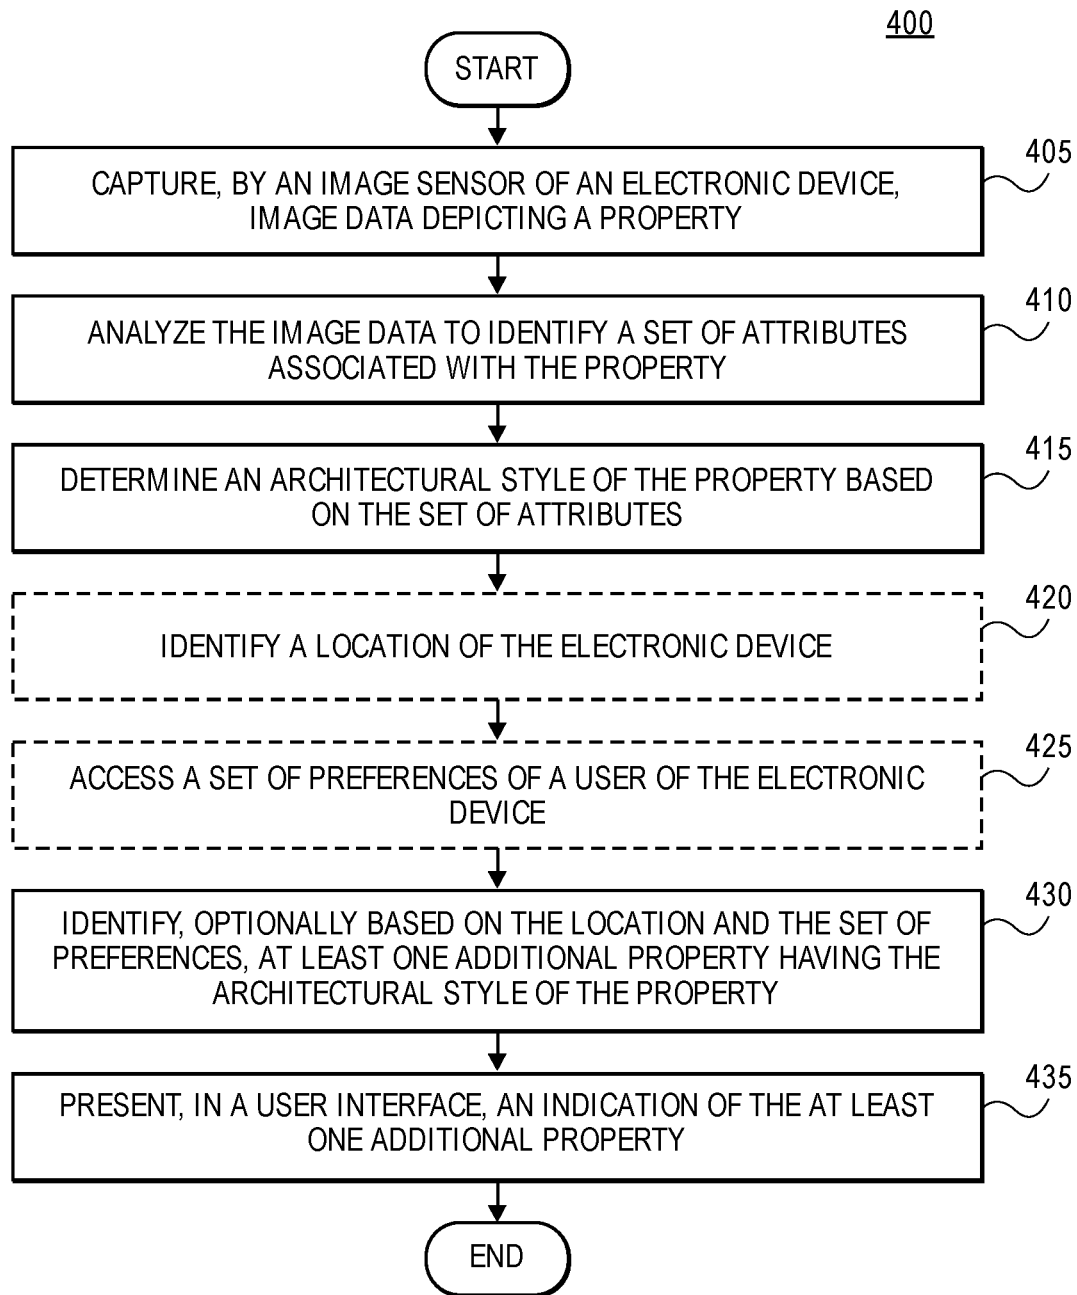 400
START
405
CAPTURE, BY AN IMAGE SENSOR OF AN ELECTRONIC DEVICE,
IMAGE DATA DEPICTING A PROPERTY
410
ANALYZE THE IMAGE DATA TO IDENTIFY A SET OF ATTRIBUTES
ASSOCIATED WITH THE PROPERTY
415
DETERMINE AN ARCHITECTURAL STYLE OF THE PROPERTY BASED
ON THE SET OF ATTRIBUTES
420
IDENTIFY A LOCATION OF THE ELECTRONIC DEVICE
425
ACCESS A SET OF PREFERENCES OF A USER OF THE ELECTRONIC
DEVICE
430
IDENTIFY, OPTIONALLY BASED ON THE LOCATION AND THE SET OF
PREFERENCES, AT LEAST ONE ADDITIONAL PROPERTY HAVING THE
ARCHITECTURAL STYLE OF THE PROPERTY
435
PRESENT, IN A USER INTERFACE, AN INDICATION OF THE AT LEAST
ONE ADDITIONAL PROPERTY
END